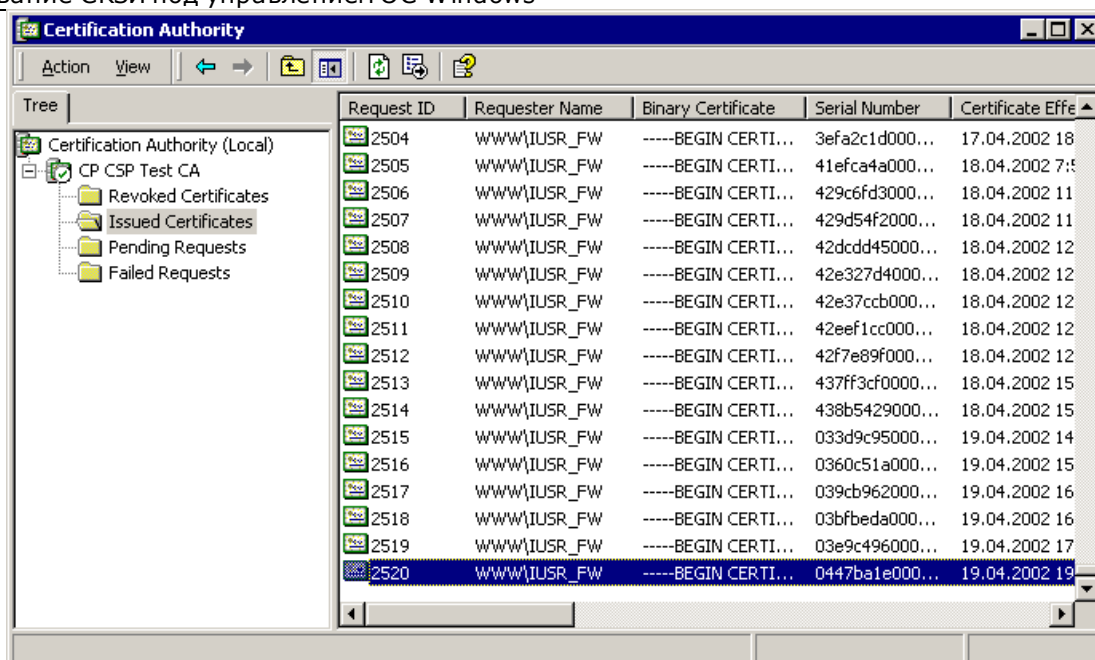 вание СКЗИ под управлением ОС Windows
Certification Authority
Action View
Tree
Request ID Requester Name Binary Certificate Serial Number Certificate Effe
Certification Authority (Local)
CP CSP Test CA
Revoked Certificates
Issued Certificates
Pending Requests
Failed Requests
2504 WWW\IUSR_FW -----BEGIN CERTI... 3efa2c1d000... 17.04.2002 18
2505 WWW\IUSR_FW -----BEGIN CERTI... 41efca4a000... 18.04.2002 7:5
2506 WWW\IUSR_FW -----BEGIN CERTI... 429c6fd3000... 18.04.2002 11
2507 WWW\IUSR_FW -----BEGIN CERTI... 429d54f2000... 18.04.2002 11
2508 WWW\IUSR_FW -----BEGIN CERTI... 42dcdd45000... 18.04.2002 12
2509 WWW\IUSR_FW -----BEGIN CERTI... 42e327d4000... 18.04.2002 12
2510 WWW\IUSR_FW -----BEGIN CERTI... 42e37ccb000... 18.04.2002 12
2511 WWW\IUSR_FW -----BEGIN CERTI... 42eef1cc000... 18.04.2002 12
2512 WWW\IUSR_FW -----BEGIN CERTI... 42f7e89f000... 18.04.2002 12
2513 WWW\IUSR_FW -----BEGIN CERTI... 437ff3cf0000... 18.04.2002 15
2514 WWW\IUSR_FW -----BEGIN CERTI... 438b5429000... 18.04.2002 15
2515 WWW\IUSR_FW -----BEGIN CERTI... 033d9c95000... 19.04.2002 14
2516 WWW\IUSR_FW -----BEGIN CERTI... 0360c51a000... 19.04.2002 15
2517 WWW\IUSR_FW -----BEGIN CERTI... 039cb962000... 19.04.2002 16
2518 WWW\IUSR_FW -----BEGIN CERTI... 03bfbeda000... 19.04.2002 16
2519 WWW\IUSR_FW -----BEGIN CERTI... 03e9c496000... 19.04.2002 17
2520 WWW\IUSR_FW -----BEGIN CERTI... 0447ba1e000... 19.04.2002 19